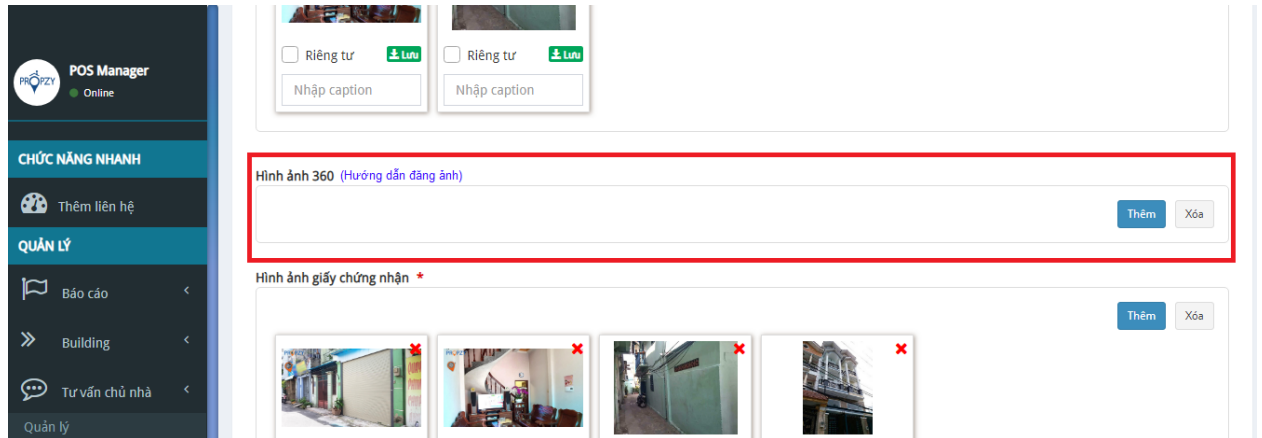 PROPZY
POS Manager
Online
CHỨC NĂNG NHANH
Thêm liên hệ
QUẢN LÝ
Báo cáo
Building
Tư vấn chủ nhà
Quản lý
Riêng tư
Lưu
Riêng tư
Lưu
Nhập caption
Nhập caption
Hình ảnh 360 (Hướng dẫn đăng ảnh)
Thêm
Xóa
Hình ảnh giấy chứng nhận *
Thêm
Xóa